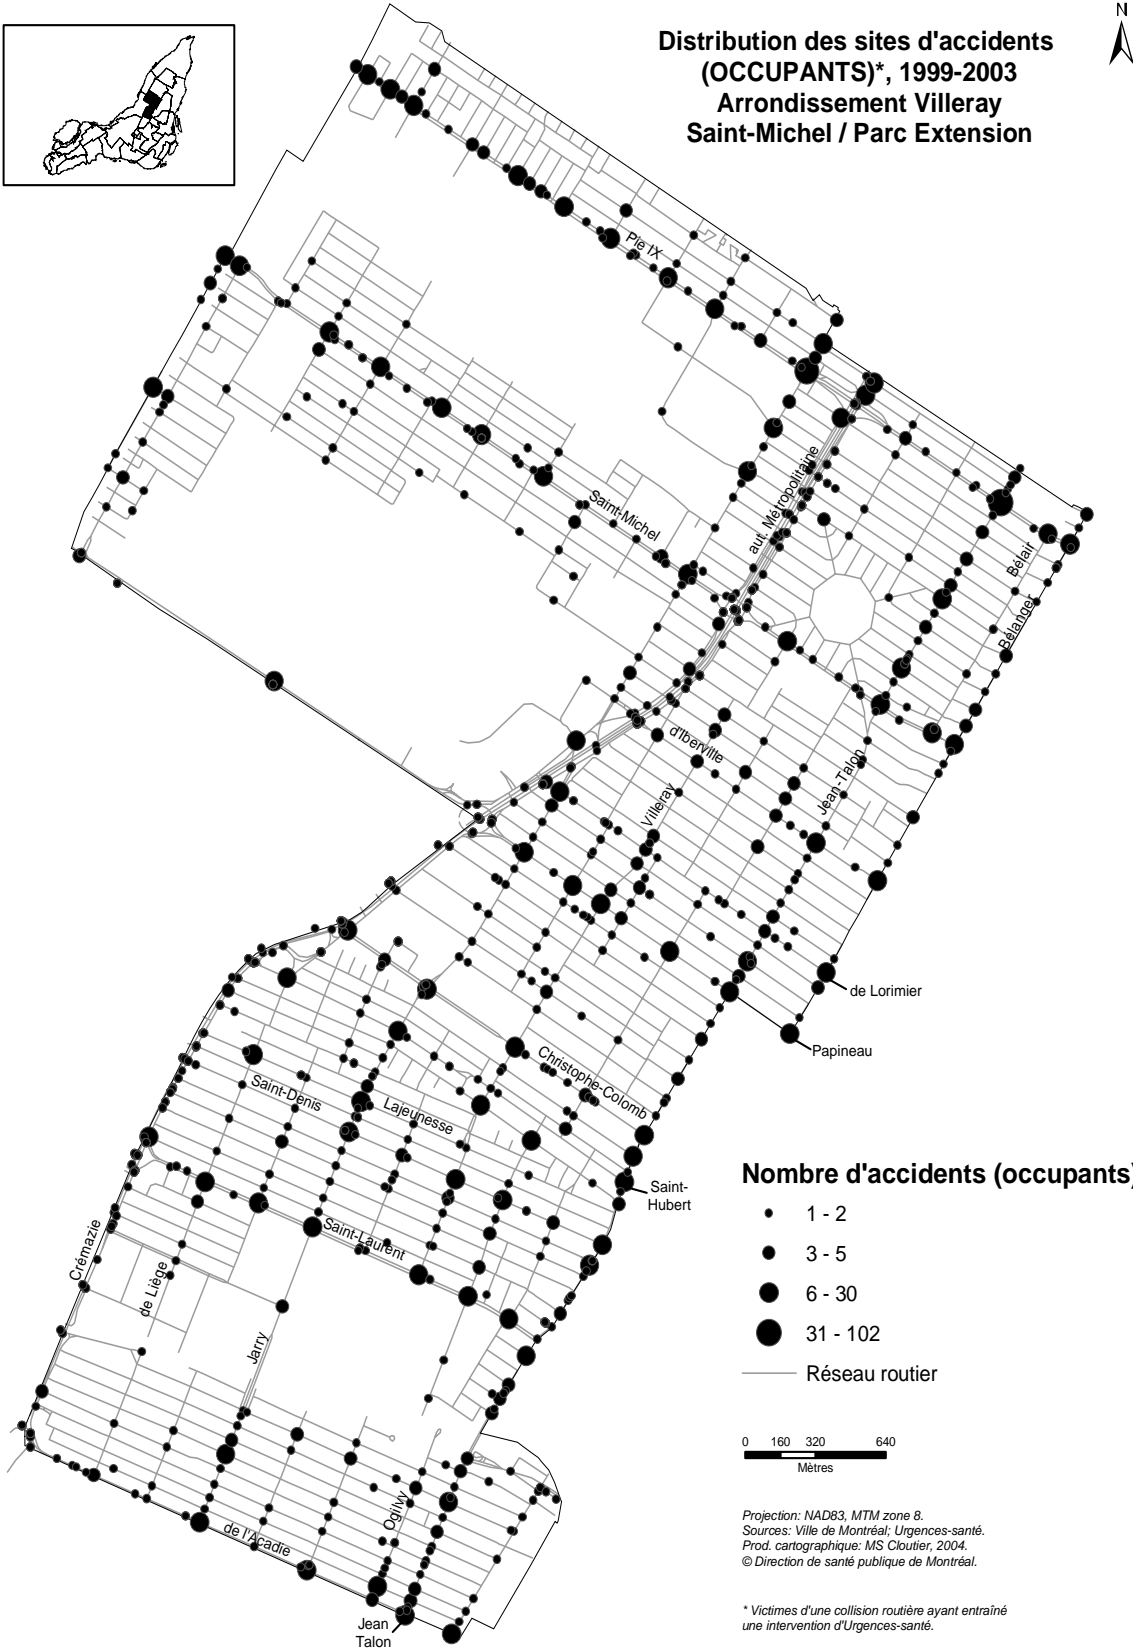 N
Distribution des sites d'accidents
(OCCUPANTS)*, 1999-2003
Arrondissement Villeray
Saint-Michel / Parc Extension
Pie IX
Saint-Michel
aut. Métropolitaine
Bélair
Bélanger
d'Iberville
Villeray
Jean-Talon
de Lorimier
Papineau
Christophe-Colomb
Saint-Denis
Lajeunesse
Saint-
Hubert
Saint-Laurent
Crémazie
de Liège
Jarry
Ogilvy
de l'Acadie
Jean
Talon
Nombre d'accidents (occupants)
1 - 2
3 - 5
6 - 30
31 - 102
Réseau routier
0 160 320 640
Mètres
Projection: NAD83, MTM zone 8.
Sources: Ville de Montréal; Urgences-santé.
Prod. cartographique: MS Cloutier, 2004.
© Direction de santé publique de Montréal.
* Victimes d'une collision routière ayant entraîné
une intervention d'Urgences-santé.